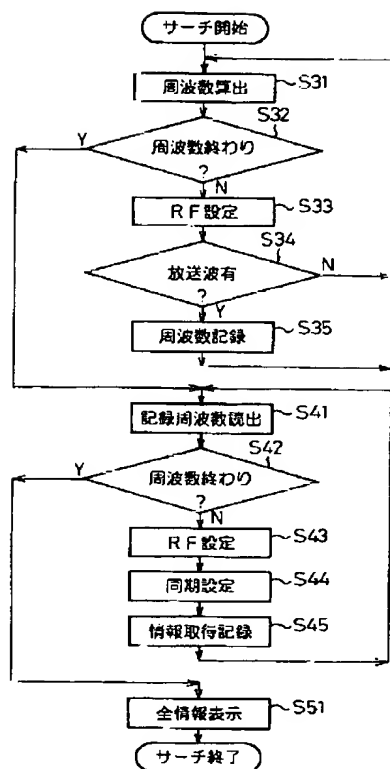 サーチ開始
周波数算出
S31
S32
Y
周波数終わり
?
N
RF設定
S33
S34
放送波有
N
?
Y
周波数記録
S35
記録周波数読出
S41
S42
Y
周波数終わり
?
N
RF設定
S43
同期設定
S44
情報取得記録
S45
全情報表示
S51
サーチ終了